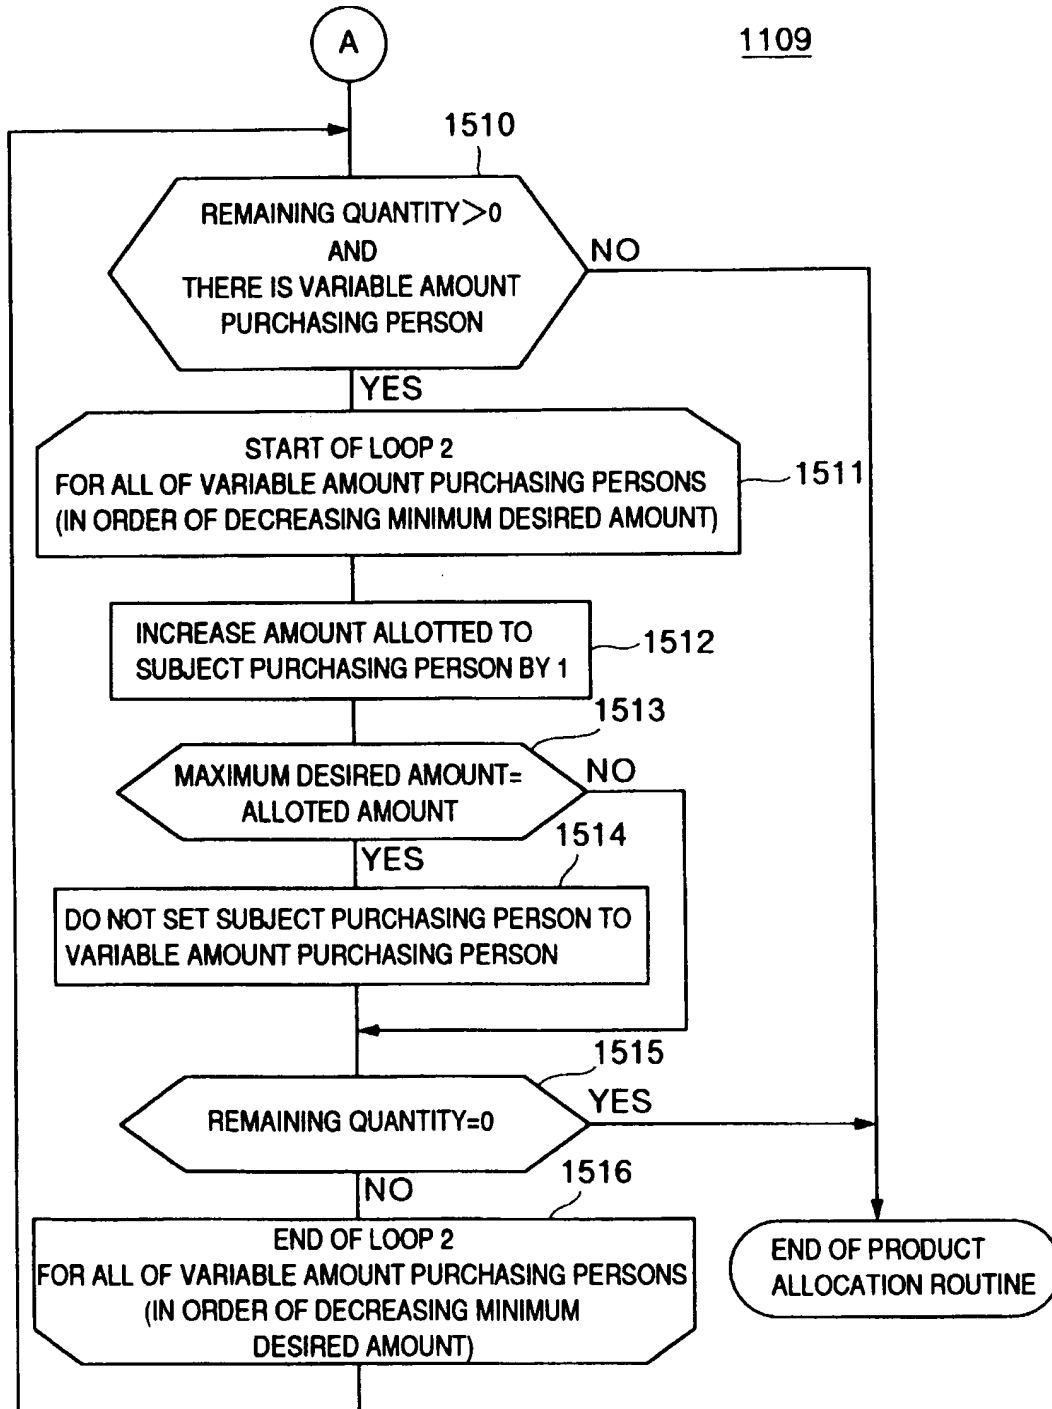 A
1109
1510
REMAINING QUANTITY>0
AND
THERE IS VARIABLE AMOUNT
PURCHASING PERSON
NO
YES
START OF LOOP 2
FOR ALL OF VARIABLE AMOUNT PURCHASING PERSONS
(IN ORDER OF DECREASING MINIMUM DESIRED AMOUNT)
1511
INCREASE AMOUNT ALLOTTED TO
SUBJECT PURCHASING PERSON BY 1
1512
1513
MAXIMUM DESIRED AMOUNT=
ALLOTED AMOUNT
NO
YES
1514
DO NOT SET SUBJECT PURCHASING PERSON TO
VARIABLE AMOUNT PURCHASING PERSON
1515
REMAINING QUANTITY=0
YES
NO
1516
END OF LOOP 2
FOR ALL OF VARIABLE AMOUNT PURCHASING PERSONS
(IN ORDER OF DECREASING MINIMUM
DESIRED AMOUNT)
END OF PRODUCT
ALLOCATION ROUTINE